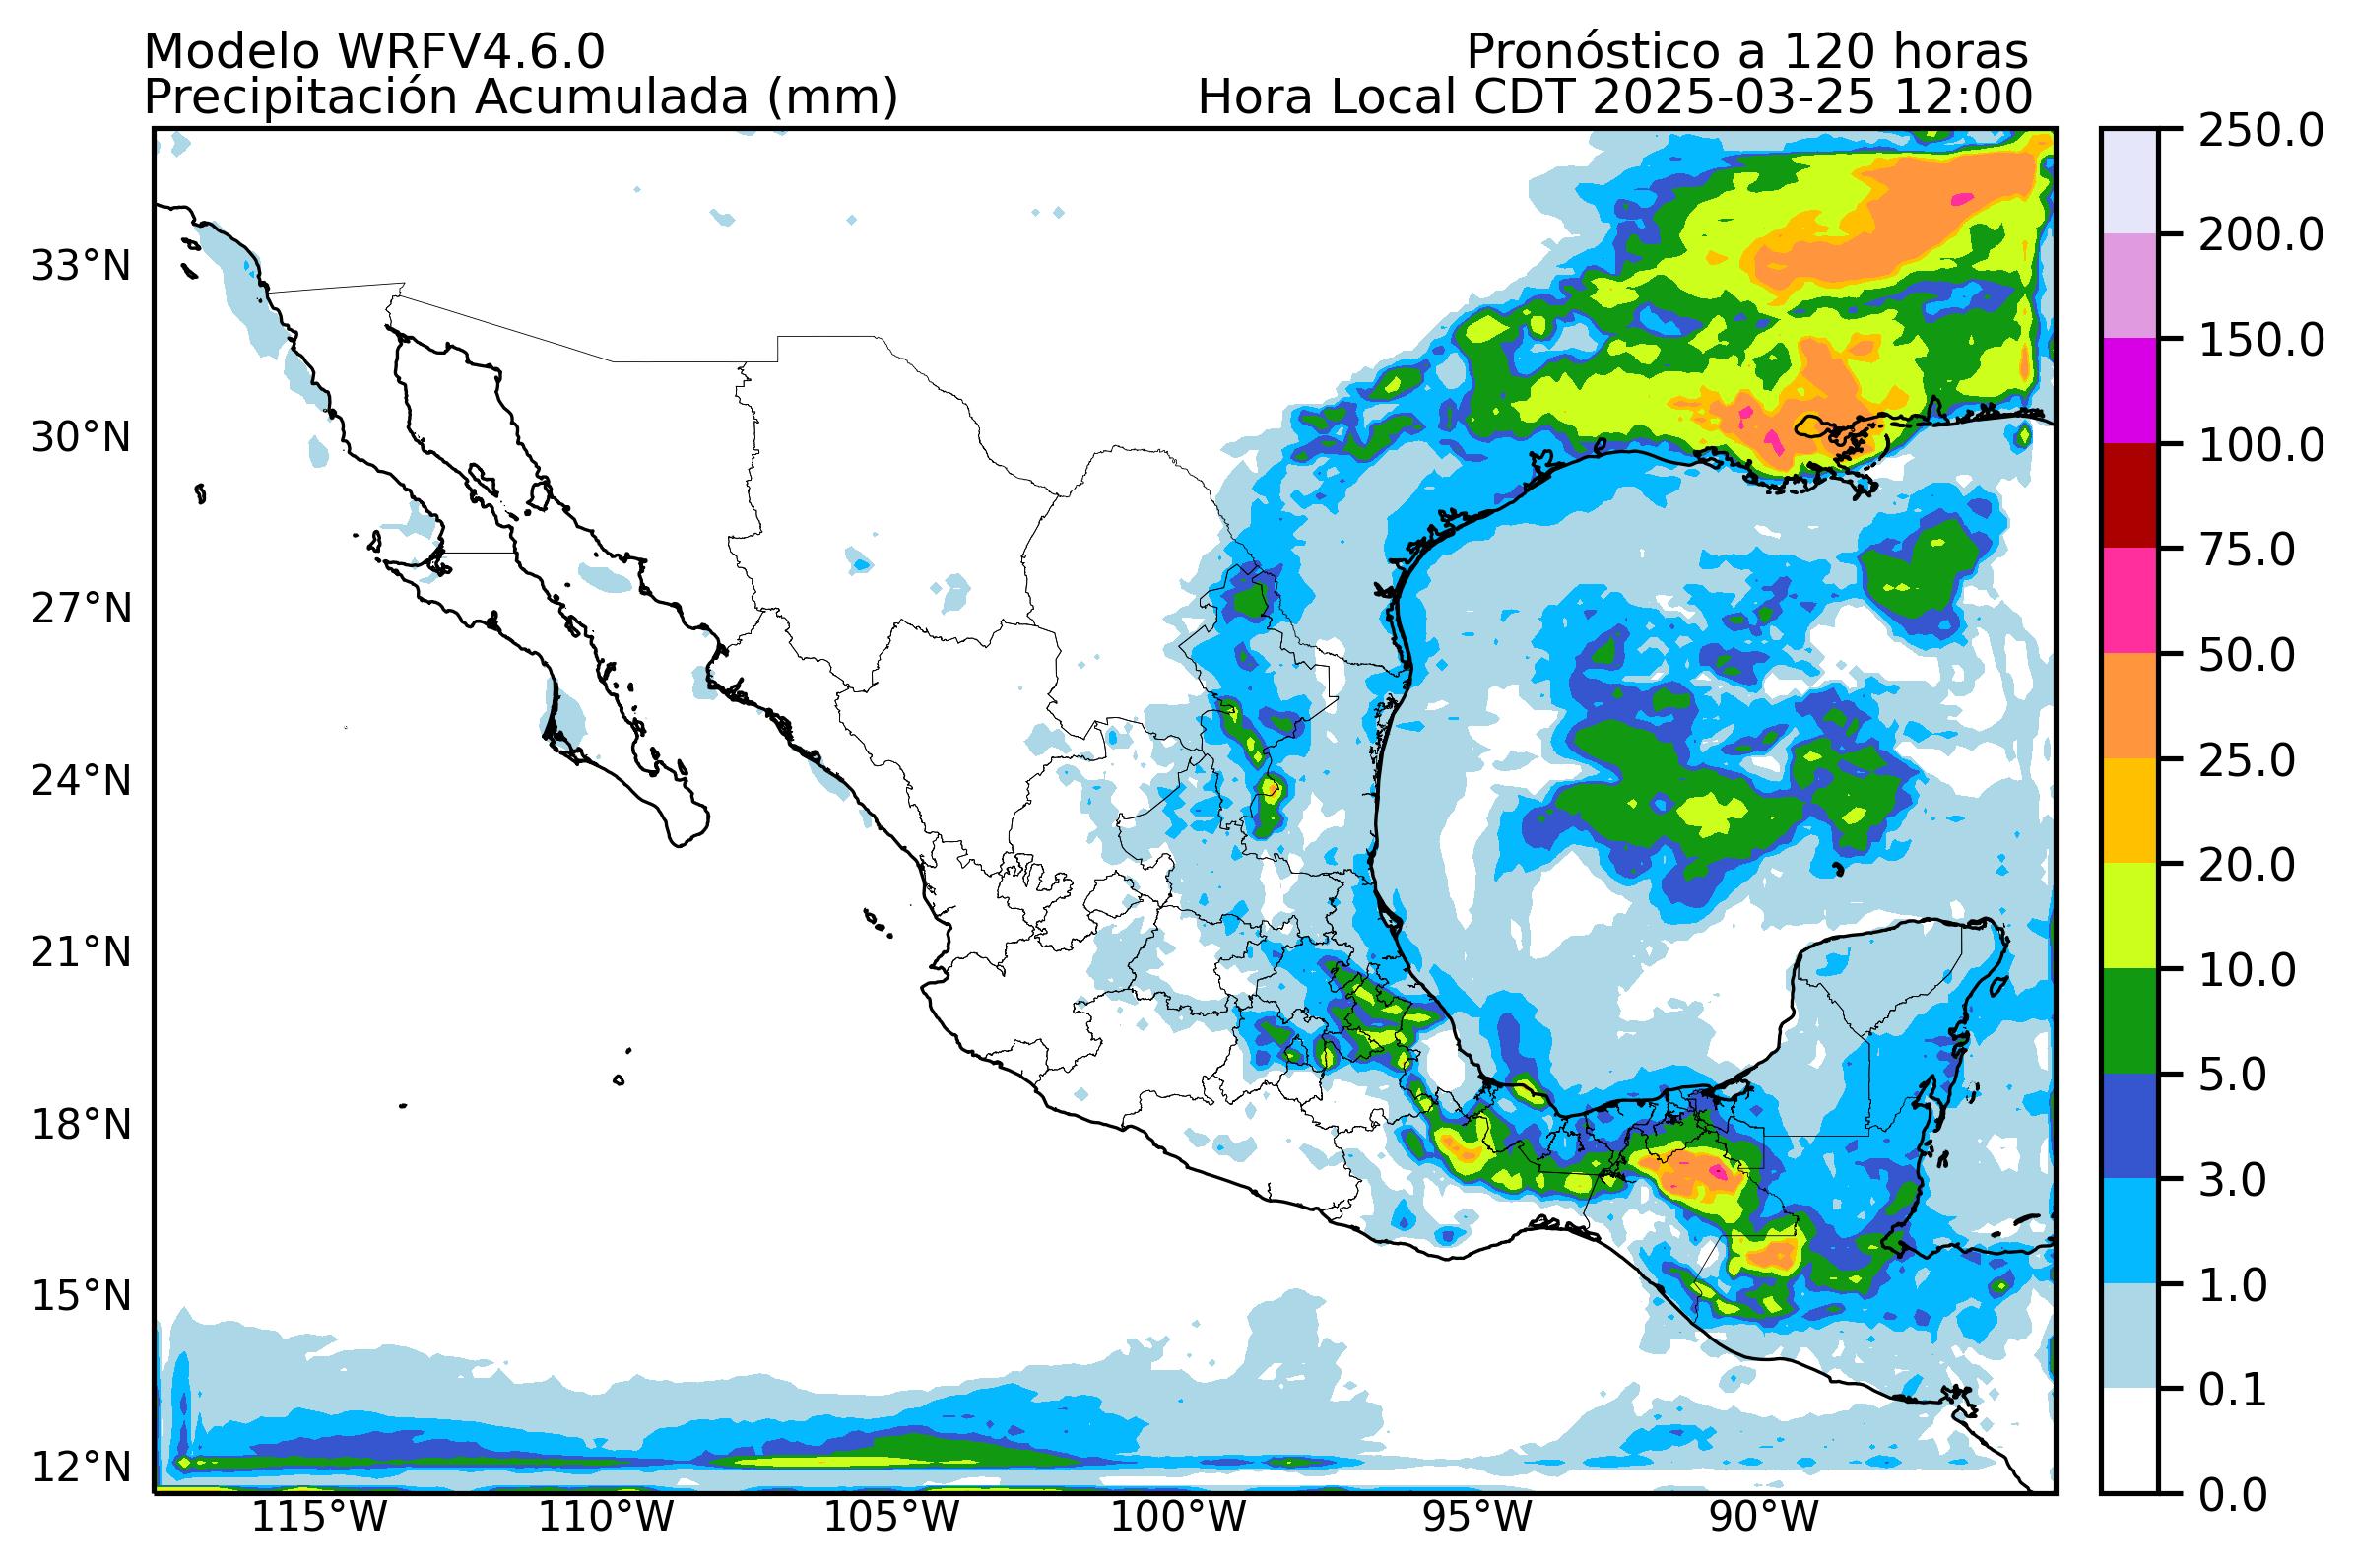 Modelo WRFV4.6.0
Pronóstico a 120 horas
Precipitación Acumulada (mm)
Hora Local CDT 2025-03-25 12:00
250.0
200.0
150.0
100.0
75.0
50.0
25.0
20.0
10.0
5.0
3.0
1.0
0.1
0.0
33°N
30°N
27°N
24°N
21°N
18°N
15°N
12°N
115°W
110°W
105°W
100°W
95°W
90°W